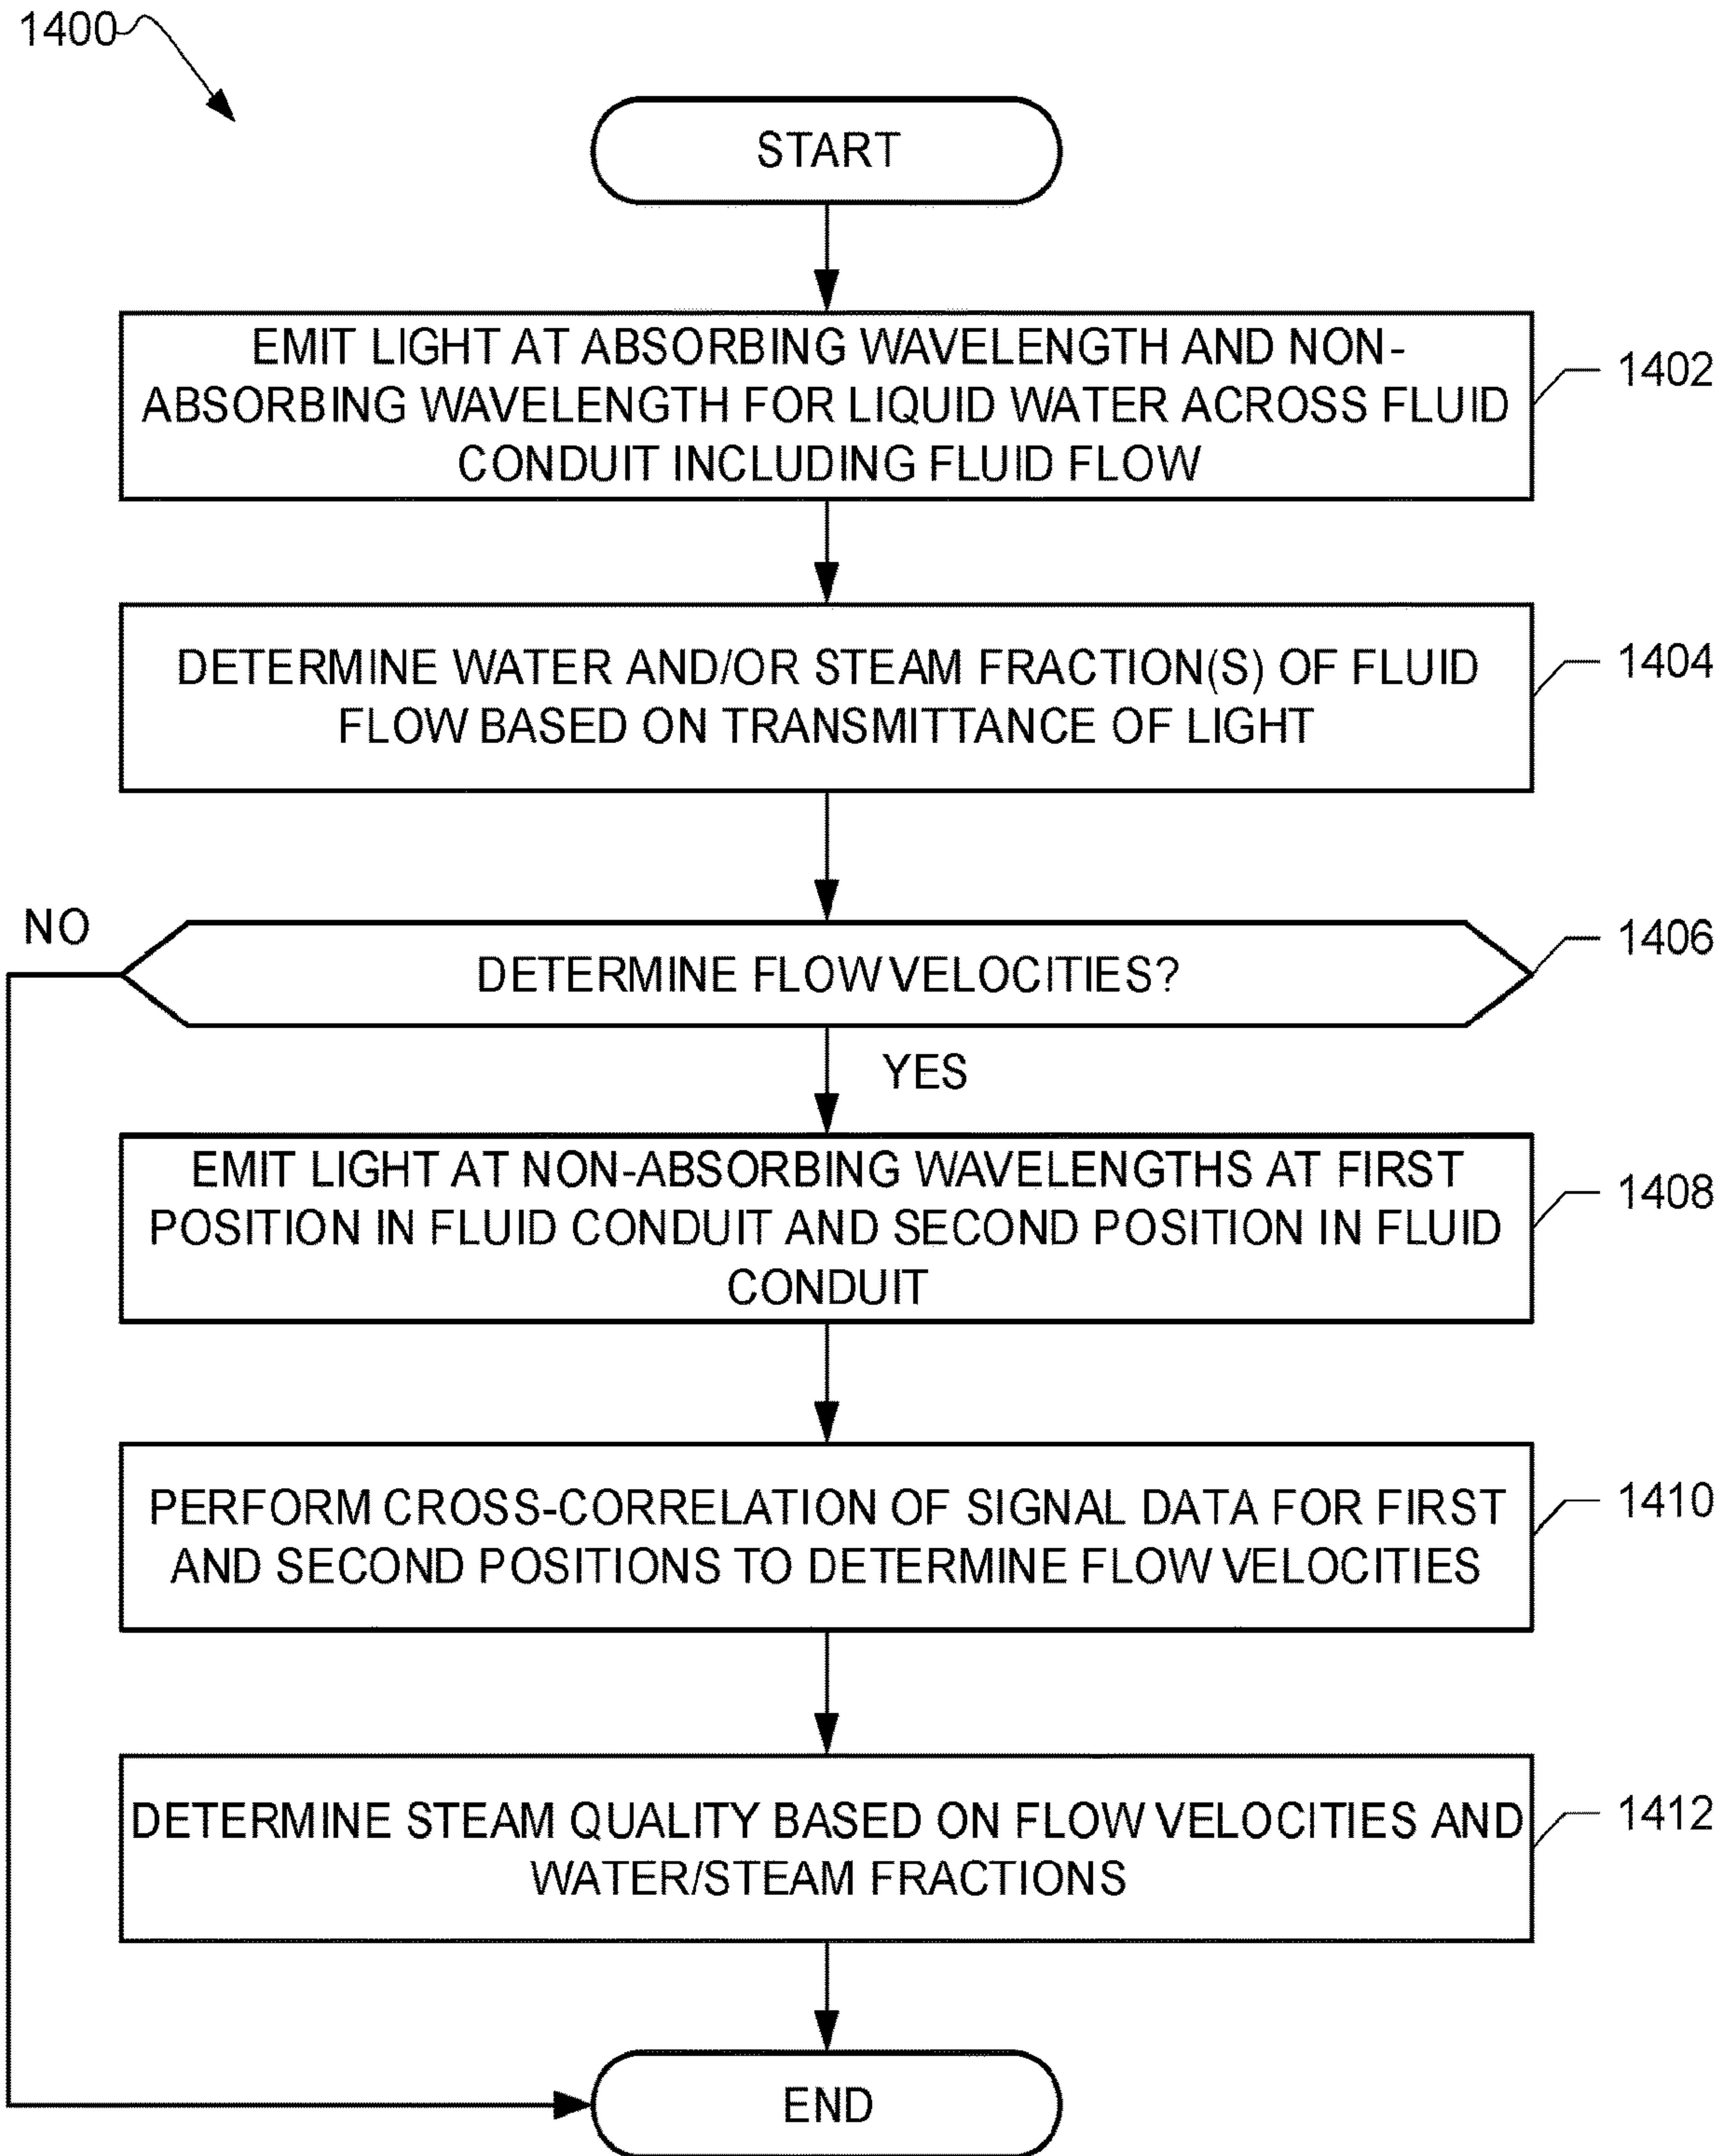 1400
START
EMIT LIGHT AT ABSORBING WAVELENGTH AND NON-
ABSORBING WAVELENGTH FOR LIQUID WATER ACROSS FLUID
CONDUIT INCLUDING FLUID FLOW
1402
DETERMINE WATER AND/OR STEAM FRACTION(S) OF FLUID
FLOW BASED ON TRANSMITTANCE OF LIGHT
1404
NO
DETERMINE FLOW VELOCITIES?
1406
YES
EMIT LIGHT AT NON-ABSORBING WAVELENGTHS AT FIRST
POSITION IN FLUID CONDUIT AND SECOND POSITION IN FLUID
CONDUIT
1408
PERFORM CROSS-CORRELATION OF SIGNAL DATA FOR FIRST
AND SECOND POSITIONS TO DETERMINE FLOW VELOCITIES
1410
DETERMINE STEAM QUALITY BASED ON FLOW VELOCITIES AND
WATER/STEAM FRACTIONS
1412
END